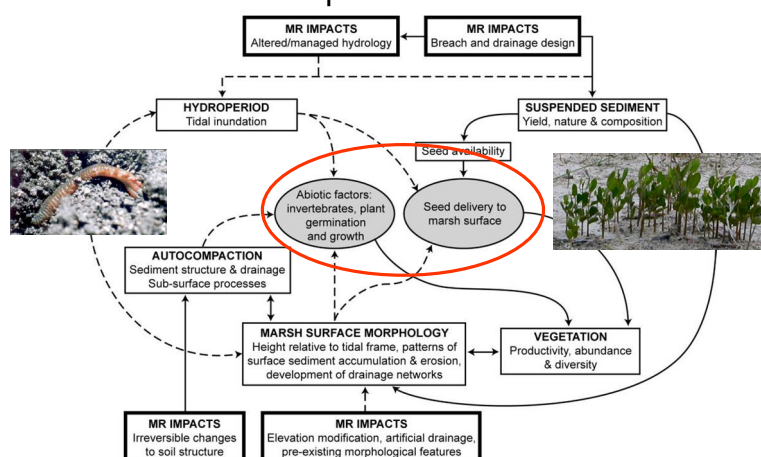 MR IMPACTS
Altered/managed hydrology
MR IMPACTS
Breach and drainage design
HYDROPERIOD
Tidal inundation
SUSPENDED SEDIMENT
Yield, nature & composition
Seed availability
Abiotic factors:
invertebrates, plant
germination
and growth
Seed delivery to
marsh surface
AUTOCOMPACTION
Sediment structure & drainage
Sub-surface processes
MARSH SURFACE MORPHOLOGY
Height relative to tidal frame, patterns of
surface sediment accumulation & erosion,
development of drainage networks
VEGETATION
Productivity, abundance
& diversity
MR IMPACTS
Irreversible changes
to soil structure
MR IMPACTS
Elevation modification, artificial drainage,
pre-existing morphological features